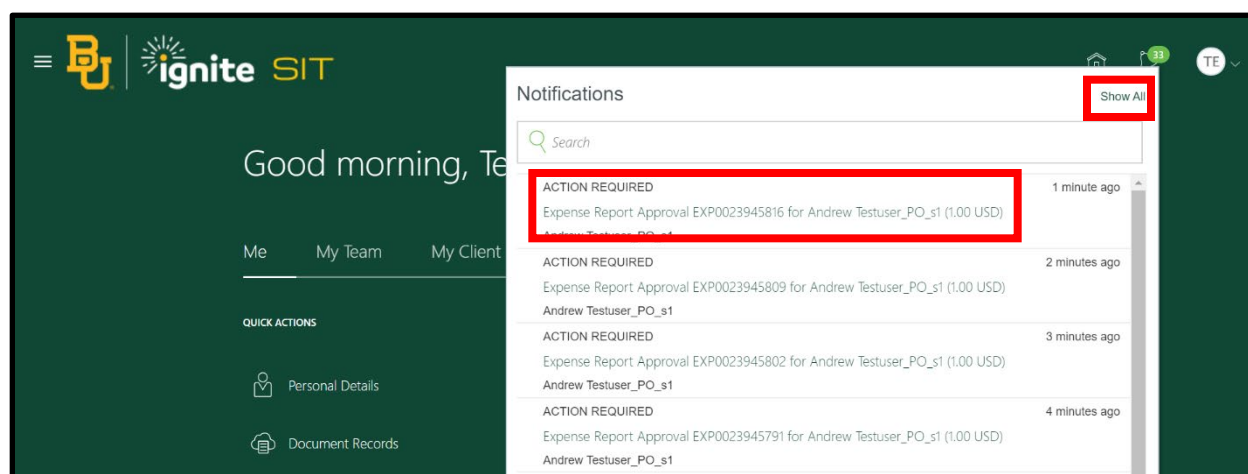 BU ignite SIT
33
TE
Notifications
Show All
Search
Good morning, Te
ACTION REQUIRED 1 minute ago
Expense Report Approval EXP0023945816 for Andrew Testuser_PO_s1 (1.00 USD)
Andrew Testuser_PO_s1
Me My Team My Client
ACTION REQUIRED 2 minutes ago
Expense Report Approval EXP0023945809 for Andrew Testuser_PO_s1 (1.00 USD)
Andrew Testuser_PO_s1
QUICK ACTIONS
ACTION REQUIRED 3 minutes ago
Expense Report Approval EXP0023945802 for Andrew Testuser_PO_s1 (1.00 USD)
Andrew Testuser_PO_s1
Personal Details
ACTION REQUIRED 4 minutes ago
Expense Report Approval EXP0023945791 for Andrew Testuser_PO_s1 (1.00 USD)
Andrew Testuser_PO_s1
Document Records